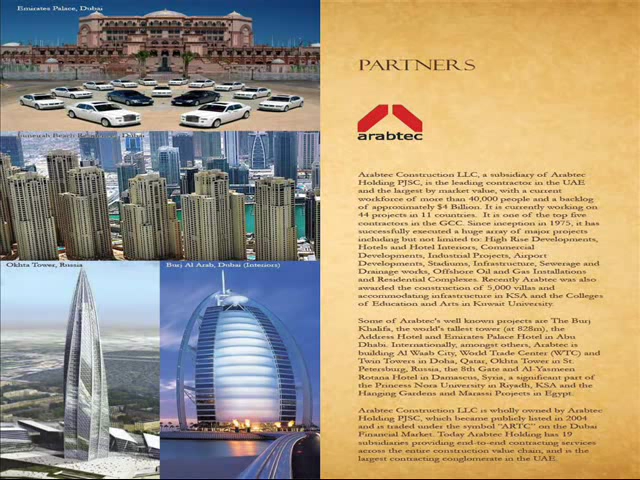 Emirates Palace, Dubai
Jumeirah Beach Residence, Dubai
Okhta Tower, Russia
Burj Al Arab, Dubai (Interiors)
PARTNERS
arabtec
Arabtec Construction LLC, a subsidiary of Arabtec
Holding PJSC, is the leading contractor in the UAE
and the largest by market value, with a current
workforce of more than 40,000 people and a backlog
of approximately $4 Billion. It is currently working on
44 projects in 11 countries. It is one of the top five
contractors in the GCC. Since inception in 1975, it has
successfully executed a huge array of major projects
including but not limited to: High Rise Developments,
Hotels and Hotel Interiors, Commercial
Developments, Industrial Projects, Airport
Developments, Stadiums, Infrastructure, Sewerage and
Drainage works, Offshore Oil and Gas Installations
and Residential Complexes. Recently Arabtec was also
awarded the construction of 5,000 villas and
accommodating infrastructure in KSA and the Colleges
of Education and Arts in Kuwait University.
Some of Arabtec's well known projects are The Burj
Khalifa, the world's tallest tower (at 828m), the
Address Hotel and Emirates Palace Hotel in Abu
Dhabi. Internationally, amongst others, Arabtec is
building Al Waab City, World Trade Center (WTC) and
Twin Towers in Doha, Qatar, Okhta Tower in St.
Petersburg, Russia, the 8th Gate and Al-Yasmeen
Rotana Hotel in Damascus, Syria, a significant part of
the Princess Nora University in Riyadh, KSA and the
Hanging Gardens and Marassi Projects in Egypt.
Arabtec Construction LLC is wholly owned by Arabtec
Holding PJSC, which became publicly listed in 2004
and is traded under the symbol "ARTC" on the Dubai
Financial Market. Today Arabtec Holding has 19
subsidiaries providing end-to-end contracting services
across the entire construction value chain, and is the
largest contracting conglomerate in the UAE.